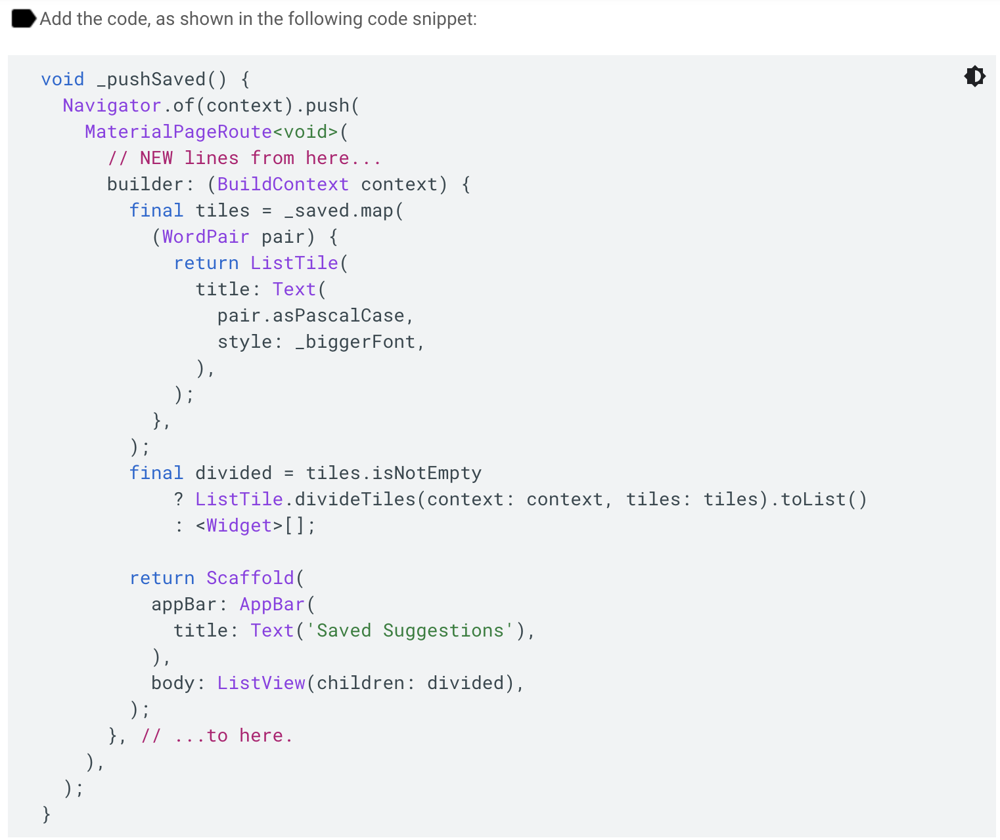 Add the code, as shown in the following code snippet:
void _pushSaved() {
  Navigator.of(context).push(
    MaterialPageRoute<void>(
      // NEW lines from here...
      builder: (BuildContext context) {
        final tiles = _saved.map(
          (WordPair pair) {
            return ListTile(
              title: Text(
                pair.asPascalCase,
                style: _biggerFont,
              ),
            );
          },
        );
        final divided = tiles.isNotEmpty
            ? ListTile.divideTiles(context: context, tiles: tiles).toList()
            : <Widget>[];

        return Scaffold(
          appBar: AppBar(
            title: Text('Saved Suggestions'),
          ),
          body: ListView(children: divided),
        );
      }, // ...to here.
    ),
  );
}